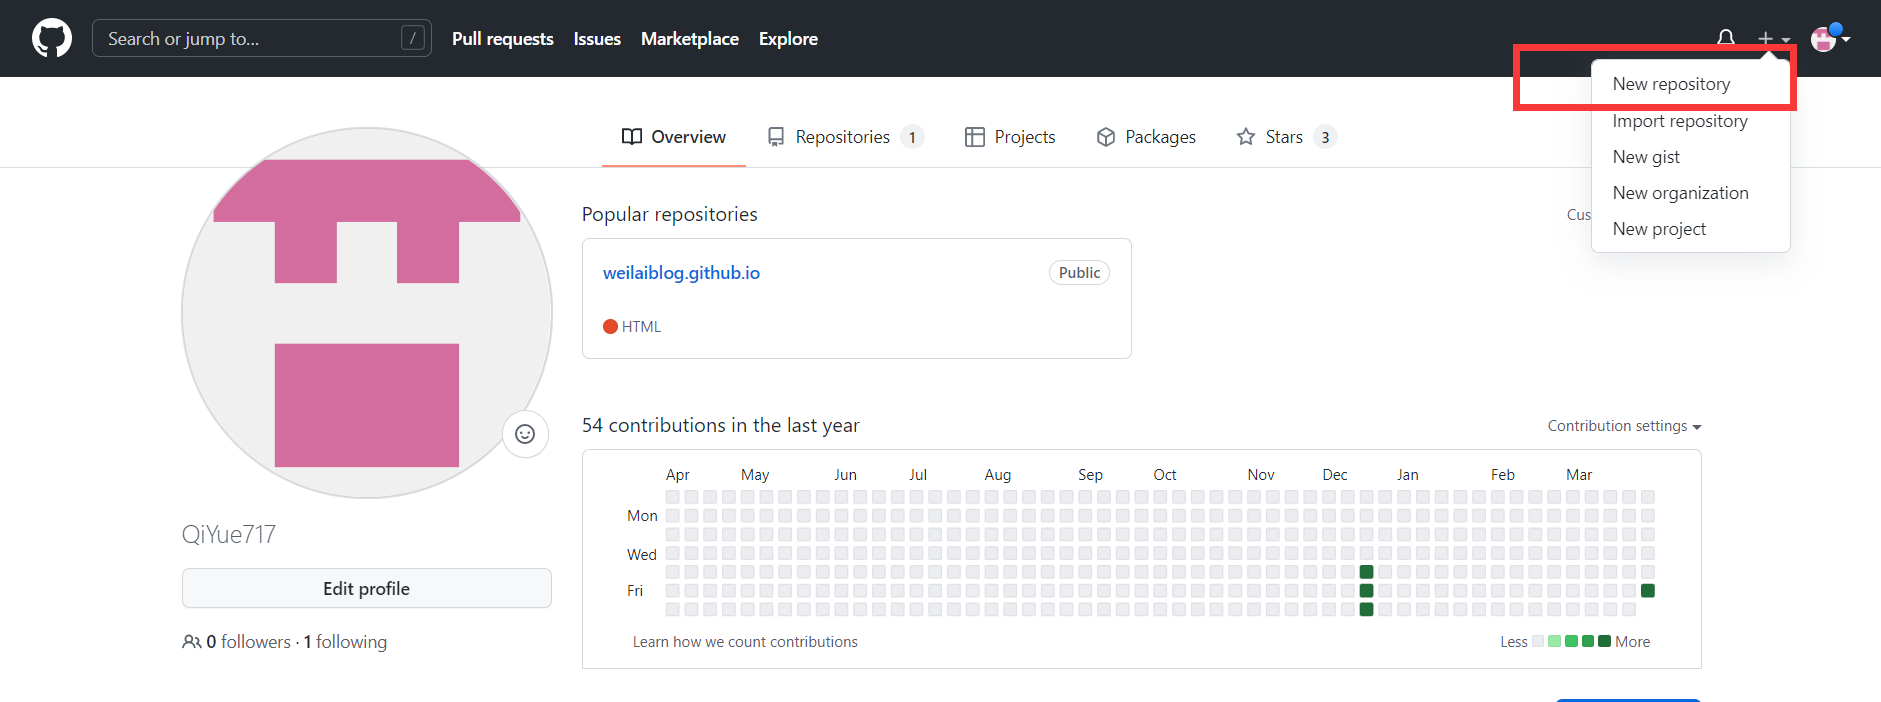 Search or jump to... / Pull requests Issues Marketplace Explore
New repository
Import repository
New gist
New organization
New project
Overview Repositories 1 Projects Packages Stars 3
Popular repositories
Cus
weilaiblog.github.io Public
HTML
54 contributions in the last year
Contribution settings
Apr May Jun Jul Aug Sep Oct Nov Dec Jan Feb Mar
Mon
Wed
Fri
Learn how we count contributions
Less More
QiYue717
Edit profile
0 followers · 1 following